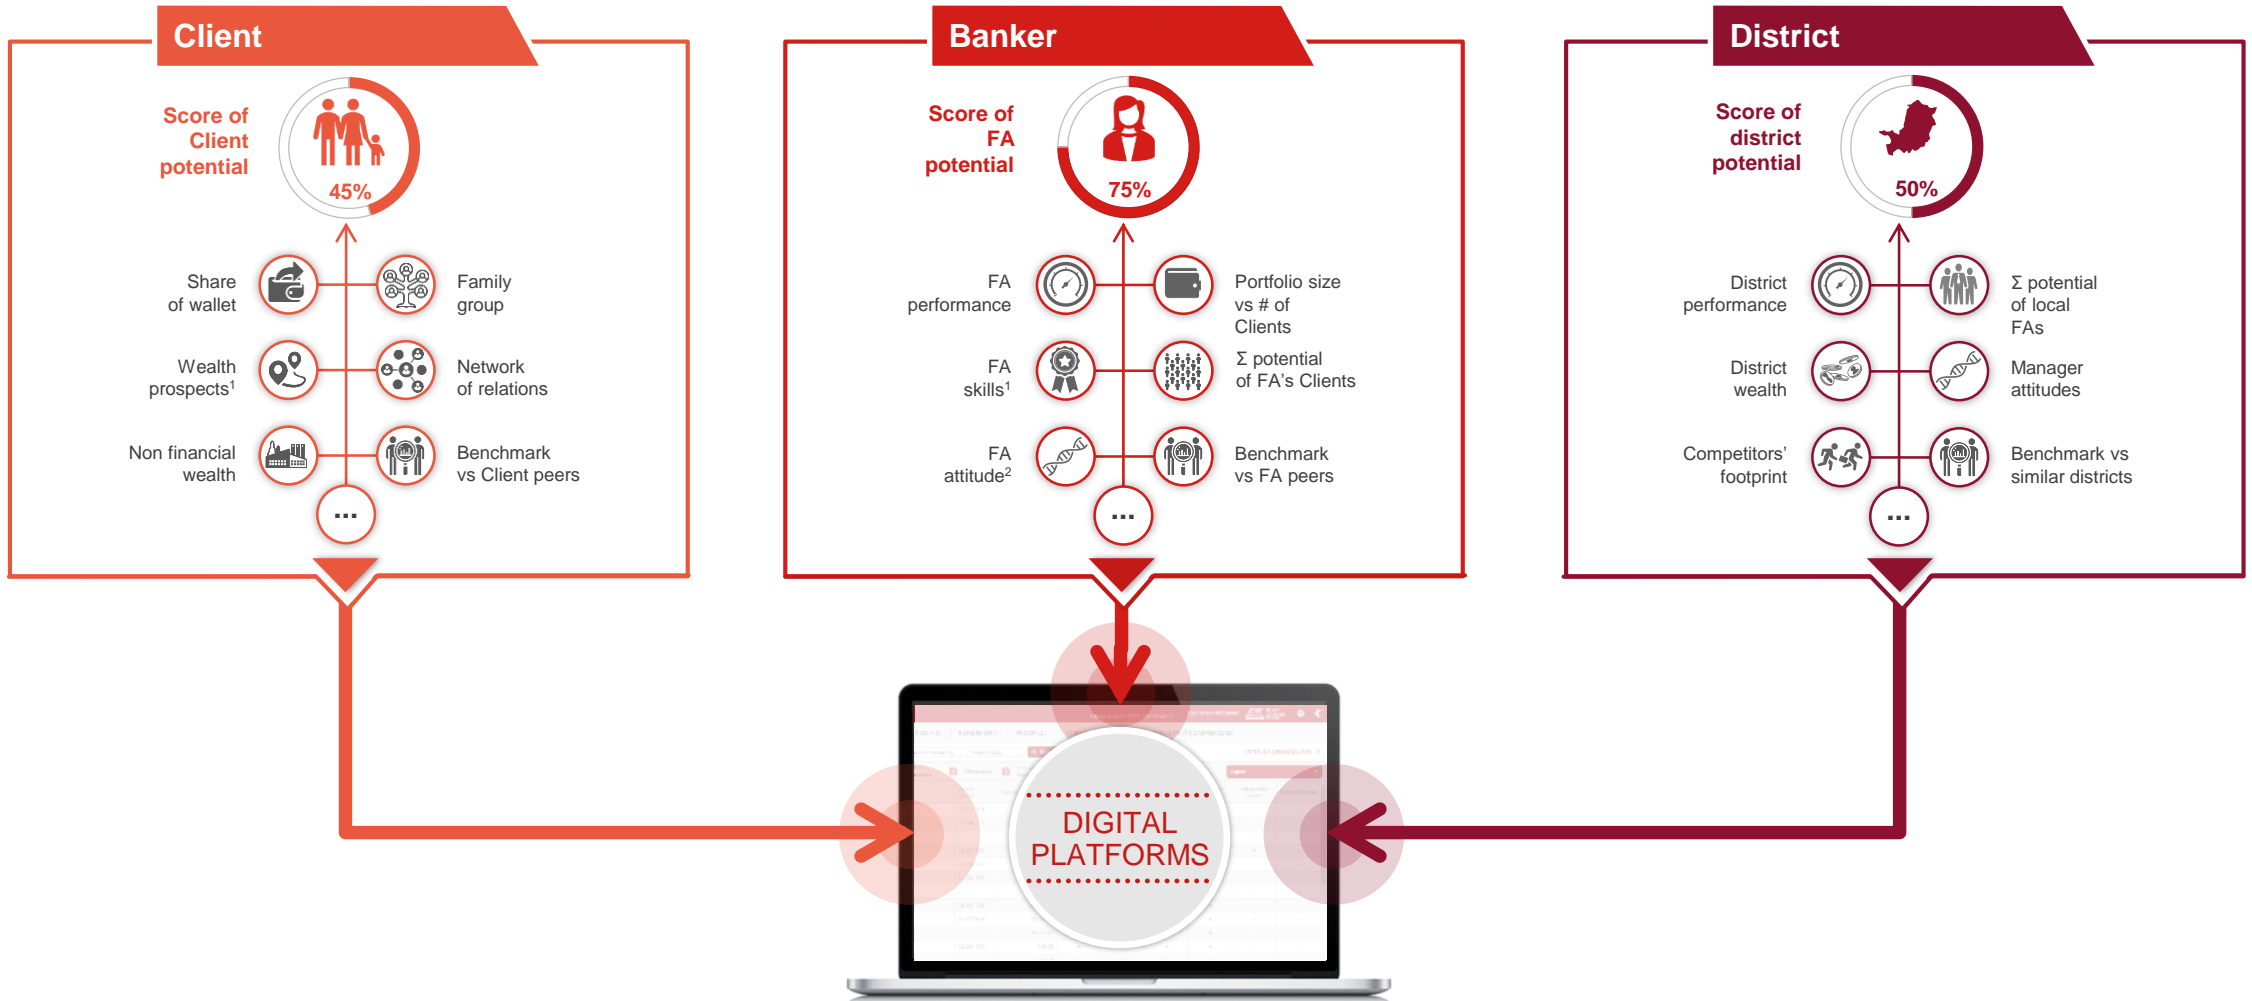 Client
Score of
Client
potential
45%
Share
of wallet
Family
group
Wealth
prospects¹
Network
of relations
Non financial
wealth
Benchmark
vs Client peers
...
Banker
Score of
FA
potential
75%
FA
performance
Portfolio size
vs # of
Clients
FA
skills¹
Σ potential
of FA’s Clients
FA
attitude²
Benchmark
vs FA peers
...
District
Score of
district
potential
50%
District
performance
Σ potential
of local
FAs
District
wealth
Manager
attitudes
Competitors’
footprint
Benchmark vs
similar districts
...
DIGITAL
PLATFORMS